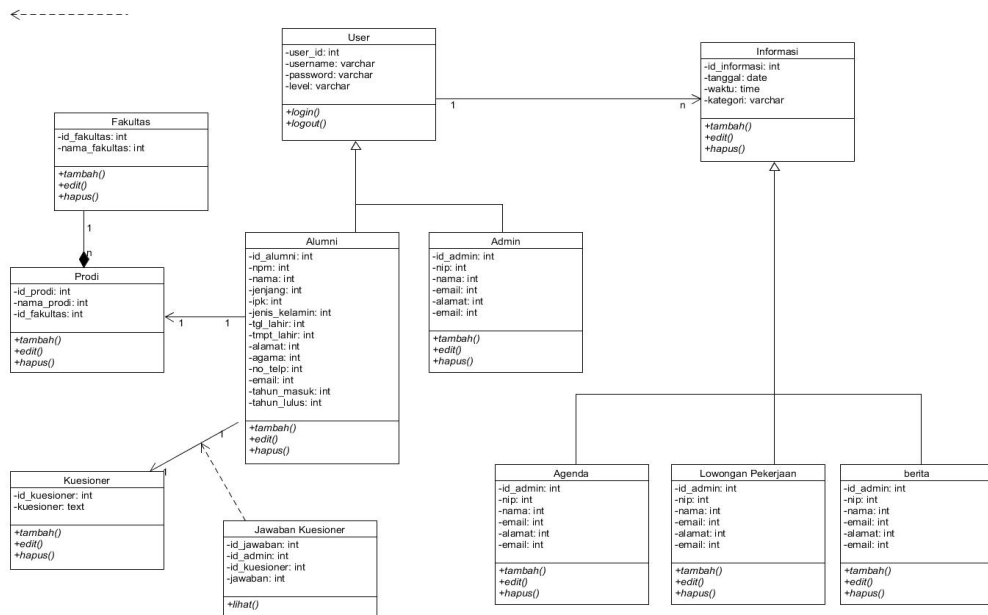 User
-user_id: int
-username: varchar
-password: varchar
-level: varchar
+login()
+logout()
1
n
Informasi
-id_informasi: int
-tanggal: date
-waktu: time
-kategori: varchar
+tambah()
+edit()
+hapus()
Fakultas
-id_fakultas: int
-nama_fakultas: int
+tambah()
+edit()
+hapus()
1
n
Prodi
-id_prodi: int
-nama_prodi: int
-id_fakultas: int
+tambah()
+edit()
+hapus()
1
1
Alumni
-id_alumni: int
-npm: int
-nama: int
-jenjang: int
-ipk: int
-jenis_kelamin: int
-tgl_lahir: int
-tmpt_lahir: int
-alamat: int
-agama: int
-no_telp: int
-email: int
-tahun_masuk: int
-tahun_lulus: int
+tambah()
+edit()
+hapus()
Admin
-id_admin: int
-nip: int
-nama: int
-email: int
-alamat: int
-email: int
+tambah()
+edit()
+hapus()
1
1
Kuesioner
-id_kuesioner: int
-kuesioner: text
+tambah()
+edit()
+hapus()
Jawaban Kuesioner
-id_jawaban: int
-id_admin: int
-id_kuesioner: int
-jawaban: int
+lihat()
Agenda
-id_admin: int
-nip: int
-nama: int
-email: int
-alamat: int
-email: int
+tambah()
+edit()
+hapus()
Lowongan Pekerjaan
-id_admin: int
-nip: int
-nama: int
-email: int
-alamat: int
-email: int
+tambah()
+edit()
+hapus()
berita
-id_admin: int
-nip: int
-nama: int
-email: int
-alamat: int
-email: int
+tambah()
+edit()
+hapus()